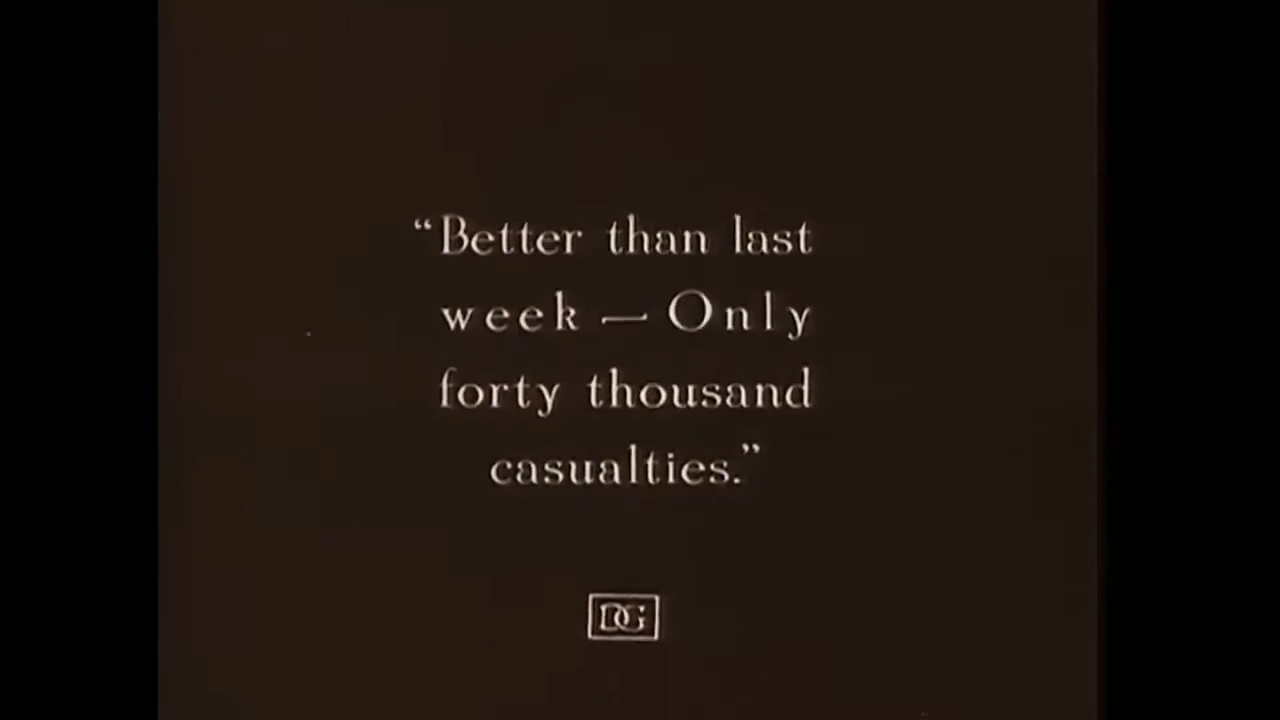 “Better than last
week — Only
forty thousand
casualties.”
DG